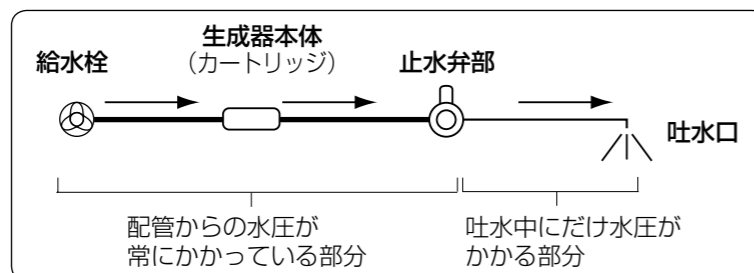 生成器本体
(カートリッジ)
給水栓
止水弁部
吐水口
配管からの水圧が
常にかかっている部分
吐水中にだけ水圧が
かかる部分